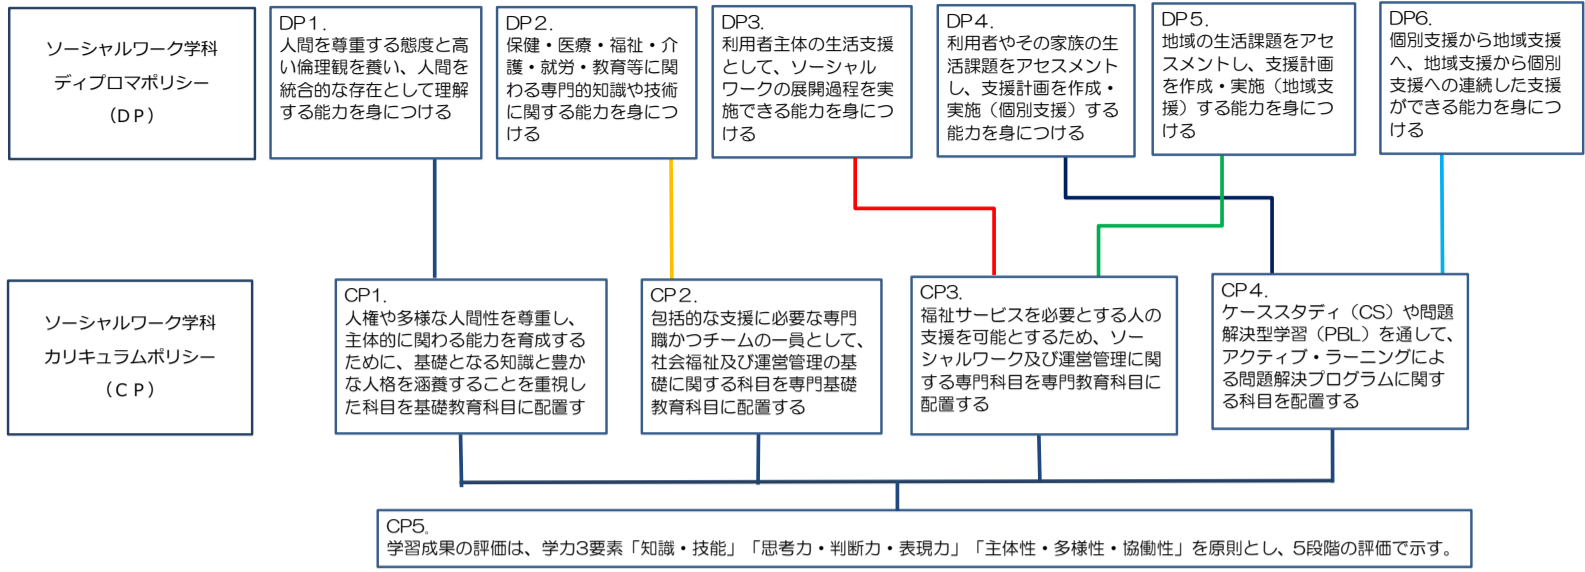 ソーシャルワーク学科
ディプロマポリシー
（ＤＰ）
DP１.
人間を尊重する態度と高
い倫理観を養い、人間を
統合的な存在として理解
する能力を身につける
DP２.
保健・医療・福祉・介
護・就労・教育等に関
わる専門的知識や技術
に関する能力を身につ
ける
DP3.
利用者主体の生活支援
として、ソーシャル
ワークの展開過程を実
施できる能力を身につ
ける
DP４.
利用者やその家族の生
活課題をアセスメント
し、支援計画を作成・
実施（個別支援）する
能力を身につける
DP５.
地域の生活課題をアセ
スメントし、支援計画
を作成・実施（地域支
援）する能力を身につ
ける
DP6.
個別支援から地域支援
へ、地域支援から個別
支援への連続した支援
ができる能力を身につ
ける
ソーシャルワーク学科
カリキュラムポリシー
（ＣＰ）
CP１.
人権や多様な人間性を尊重し、
主体的に関わる能力を育成する
ために、基礎となる知識と豊か
な人格を涵養することを重視し
た科目を基礎教育科目に配置す
CP２.
包括的な支援に必要な専門
職かつチームの一員として、
社会福祉及び運営管理の基
礎に関する科目を専門基礎
教育科目に配置する
CP3.
福祉サービスを必要とする人の
支援を可能とするため、ソー
シャルワーク及び運営管理に関
する専門科目を専門教育科目に
配置する
CP４.
ケーススタディ（CS）や問題
解決型学習（PBL）を通して、
アクティブ・ラーニングによ
る問題解決プログラムに関す
る科目を配置する
CP5。
学習成果の評価は、学力3要素「知識・技能」「思考力・判断力・表現力」「主体性・多様性・協働性」を原則とし、5段階の評価で示す。